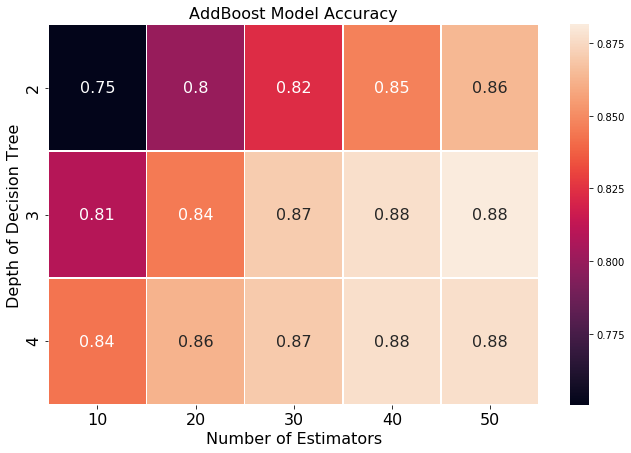 AddBoost Model Accuracy
Depth of Decision Tree
2
0.75 0.8 0.82 0.85 0.86
3
0.81 0.84 0.87 0.88 0.88
4
0.84 0.86 0.87 0.88 0.88
10 20 30 40 50
Number of Estimators
0.875
0.850
0.825
0.800
0.775